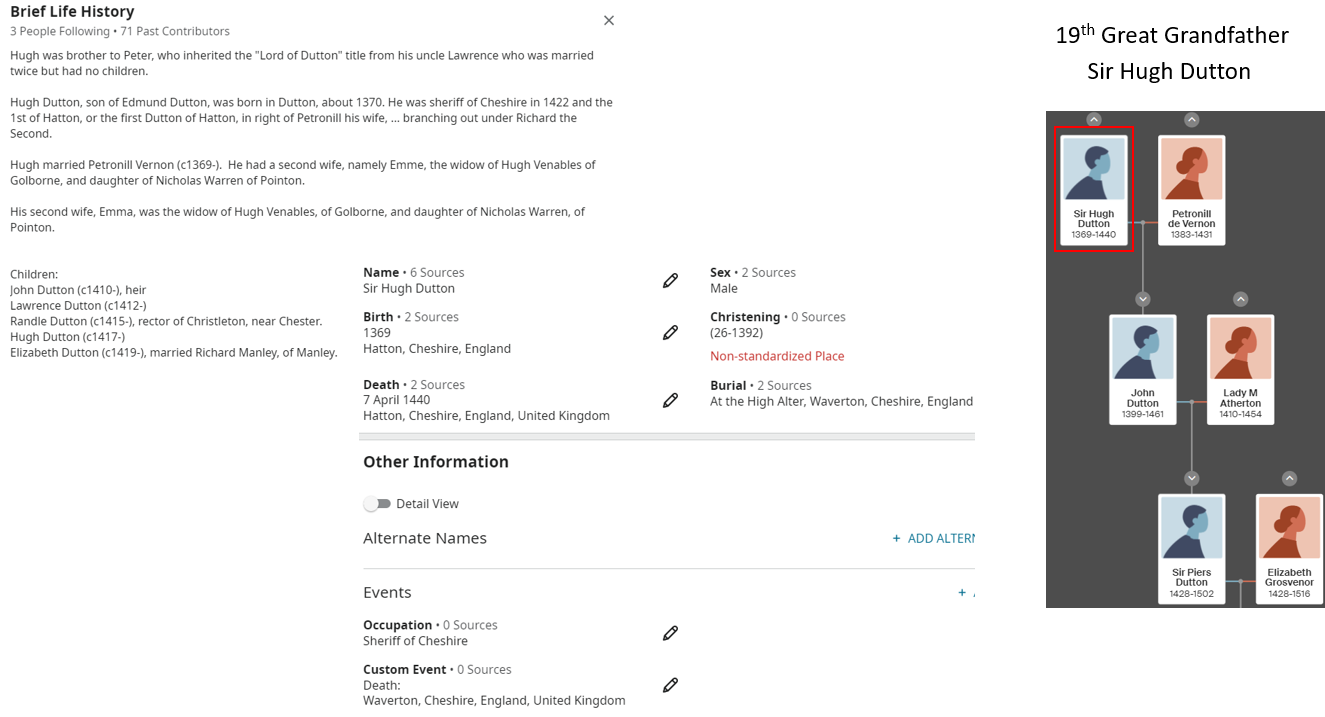 Brief Life History
3 People Following • 71 Past Contributors
Hugh was brother to Peter, who inherited the "Lord of Dutton" title from his uncle Lawrence who was married
twice but had no children.
Hugh Dutton, son of Edmund Dutton, was born in Dutton, about 1370. He was sheriff of Cheshire in 1422 and the
1st of Hatton, or the first Dutton of Hatton, in right of Petronill his wife, ... branching out under Richard the
Second.
Hugh married Petronill Vernon (c1369-).  He had a second wife, namely Emme, the widow of Hugh Venables of
Golborne, and daughter of Nicholas Warren of Pointon.
His second wife, Emma, was the widow of Hugh Venables, of Golborne, and daughter of Nicholas Warren, of
Pointon.
Children:
John Dutton (c1410-), heir
Lawrence Dutton (c1412-)
Randle Dutton (c1415-), rector of Christleton, near Chester.
Hugh Dutton (c1417-)
Elizabeth Dutton (c1419-), married Richard Manley, of Manley.
Name • 6 Sources
Sir Hugh Dutton
Sex • 2 Sources
Male
Birth • 2 Sources
1369
Hatton, Cheshire, England
Christening • 0 Sources
(26-1392)
Non-standardized Place
Death • 2 Sources
7 April 1440
Hatton, Cheshire, England, United Kingdom
Burial • 2 Sources
At the High Alter, Waverton, Cheshire, England
Other Information
Detail View
Alternate Names
+ ADD ALTERN
Events
+
Occupation • 0 Sources
Sheriff of Cheshire
Custom Event • 0 Sources
Death:
Waverton, Cheshire, England, United Kingdom
19th Great Grandfather
Sir Hugh Dutton
Sir Hugh
Dutton
1369-1440
Petronill
de Vernon
1383-1431
John
Dutton
1399-1461
Lady M
Atherton
1410-1454
Sir Piers
Dutton
1428-1502
Elizabeth
Grosvenor
1428-1516